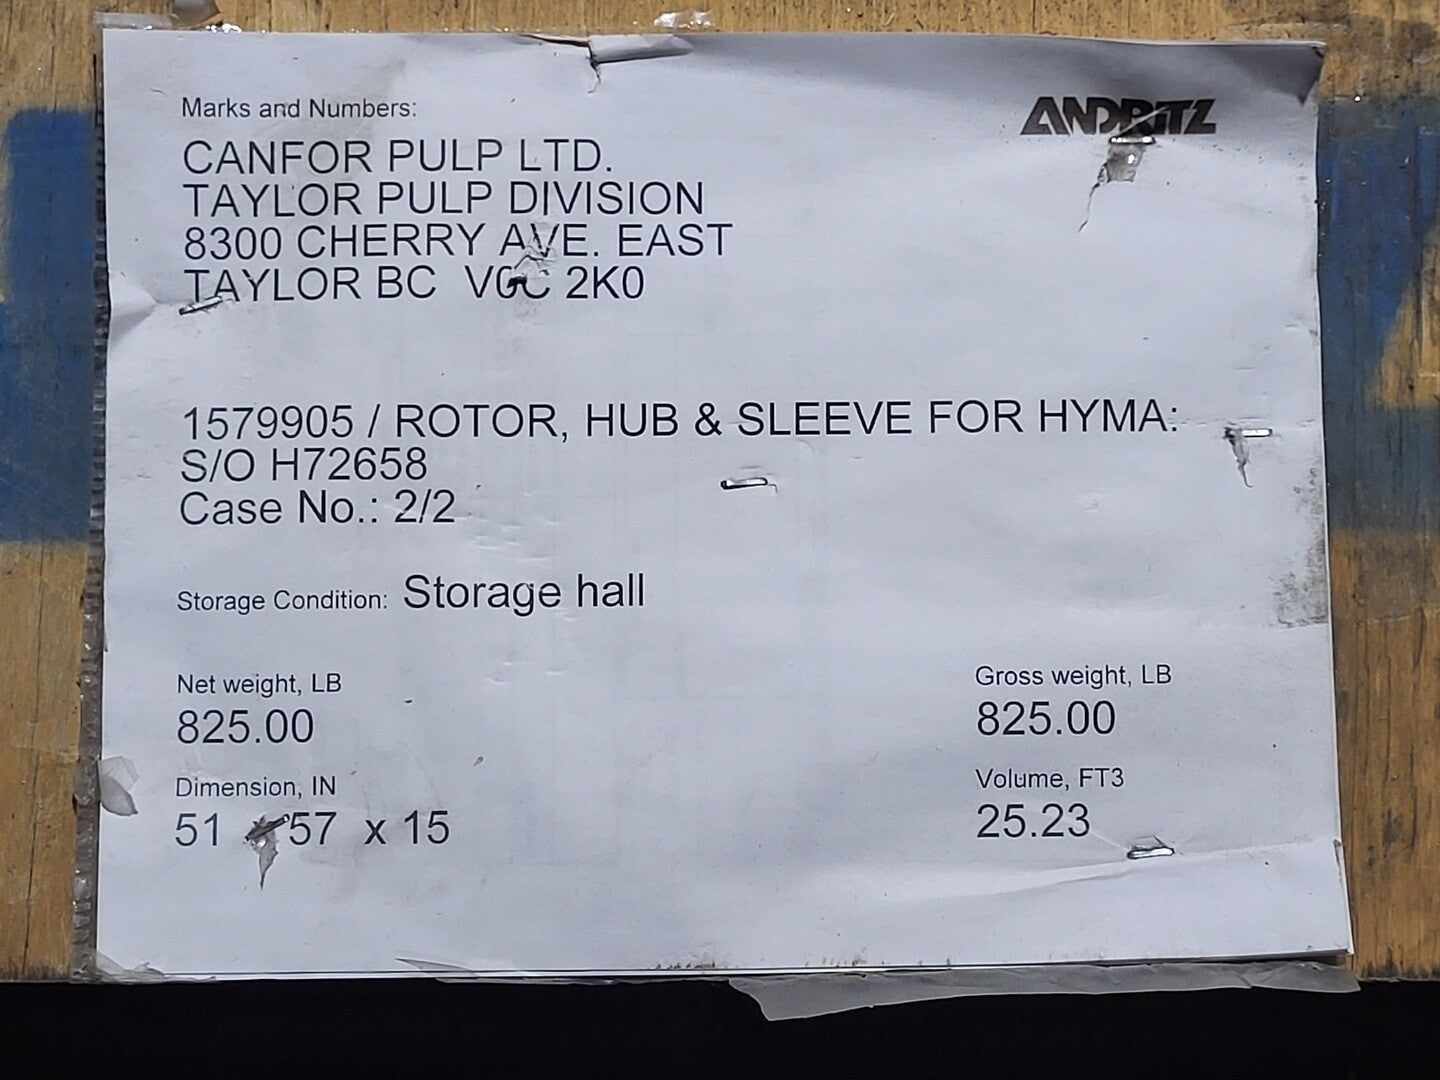 Marks and Numbers:
ANDRITZ
CANFOR PULP LTD.
TAYLOR PULP DIVISION
8300 CHERRY AVE. EAST
TAYLOR BC V0C 2K0
1579905 / ROTOR, HUB & SLEEVE FOR HYMA:
S/O H72658
Case No.: 2/2
Storage Condition: Storage hall
Net weight, LB
825.00
Gross weight, LB
825.00
Dimension, IN
51 x 57 x 15
Volume, FT3
25.23